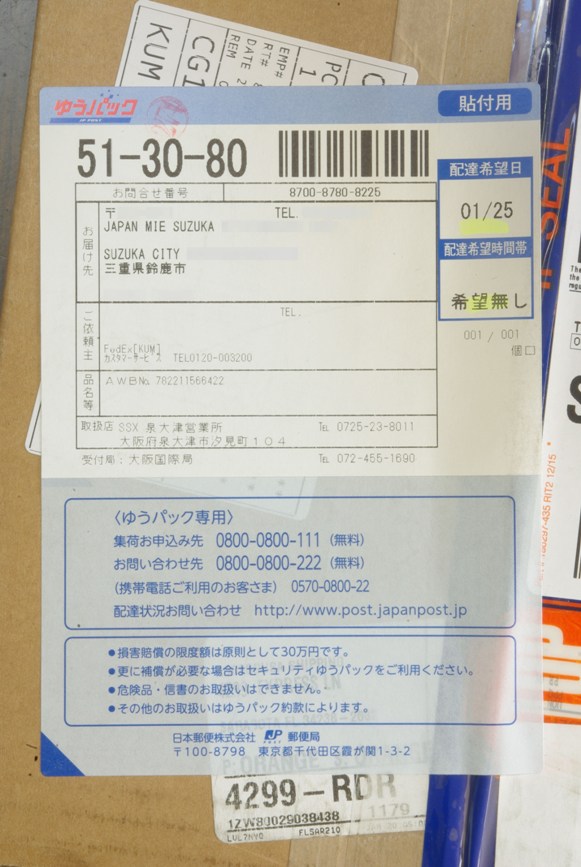 CG1
KUM
EMP#
RT#
DATE
REM
PC
1
ゆうパック
JP POST
貼付用
51-30-80
配達希望日
01/25
配達希望時間帯
希望無し
001 / 001
個口
お問合せ番号 8700-8780-8225
お届け先
〒 TEL.
JAPAN MIE SUZUKA
SUZUKA CITY
三重県鈴鹿市
ご依頼主
TEL.
FedEx[KUM]
カスタマーサービス TEL0120-003200
品名等
AWBNo. 782211566422
取扱店 SSX 泉大津営業所 TEL 0725-23-8011
大阪府泉大津市汐見町104
受付局：大阪国際局 TEL 072-455-1690
〈ゆうパック専用〉
集荷お申込み先 0800-0800-111（無料）
お問い合わせ先 0800-0800-222（無料）
（携帯電話ご利用のお客さま） 0570-0800-22
配達状況お問い合わせ http://www.post.japanpost.jp
●損害賠償の限度額は原則として30万円です。
●更に補償が必要な場合はセキュリティゆうパックをご利用ください。
●危険品・信書のお取扱いはできません。
●その他のお取扱いはゆうパック約款によります。
日本郵便株式会社 JP POST 郵便局
〒100-8798 東京都千代田区霞が関1-3-2
4299-RDR
1ZW80029038438
1179
FL5AR210
SEAL
RIT2 12/15